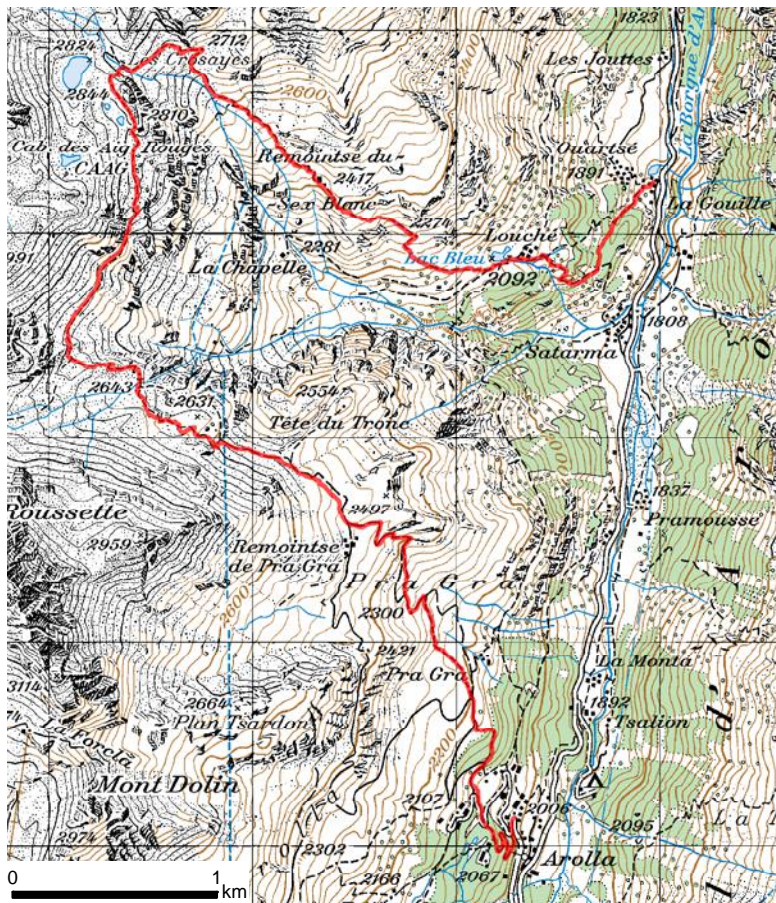 1823
2824
2712
Les Jouttes
2400
2844
2600
2810
Cab. des Aig. Rouges
CAAG
Remointse du
2417
Sex Blanc
Ouartsé
1891
La Gouille
2274
Louché
Lac Bleu
2092
2281
La Chapelle
1808
Satarma
2643
2631
2554
Tête du Tronc
2000
Roussette
2959
2497
1837
Pramousse
Remointse
de Pra Gra
Pra Gra
2600
2300
2421
Pra Gra
La Monta
1892
Tsalion
3114
2664
Plan Tsardon
La Forcla
2200
d'A
Mont Dolin
2107
2006
2095
2974
2302
Arolla
2067
2166
0
1
km